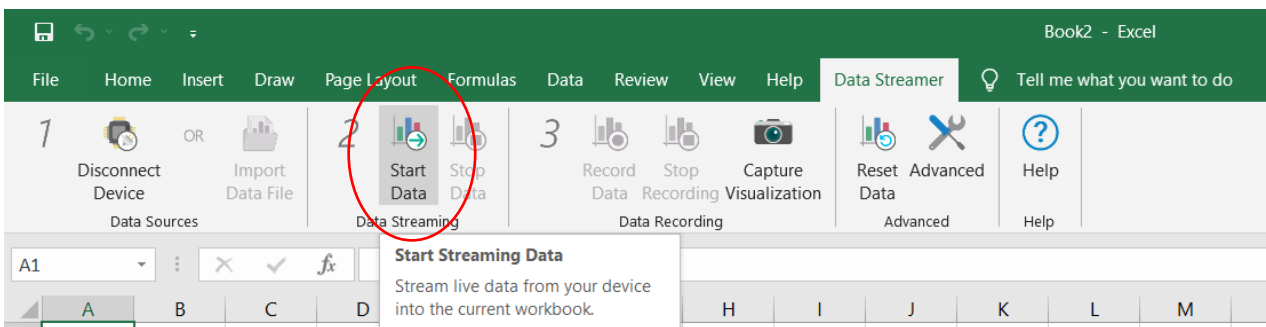 Book2 - Excel
File Home Insert Draw Page Layout Formulas Data Review View Help Data Streamer Tell me what you want to do
1 OR 2 3
Disconnect Import Start Stop Record Stop Capture Reset Advanced Help
Device Data File Data Data Data Recording Visualization Data
Data Sources Data Streaming Data Recording Advanced Help
A1 fx
Start Streaming Data
Stream live data from your device
into the current workbook.
A B C D H I J K L M